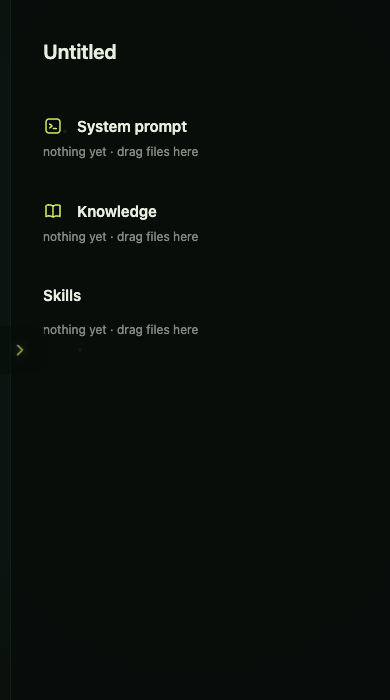 Untitled
System prompt
nothing yet · drag files here
Knowledge
nothing yet · drag files here
Skills
nothing yet · drag files here